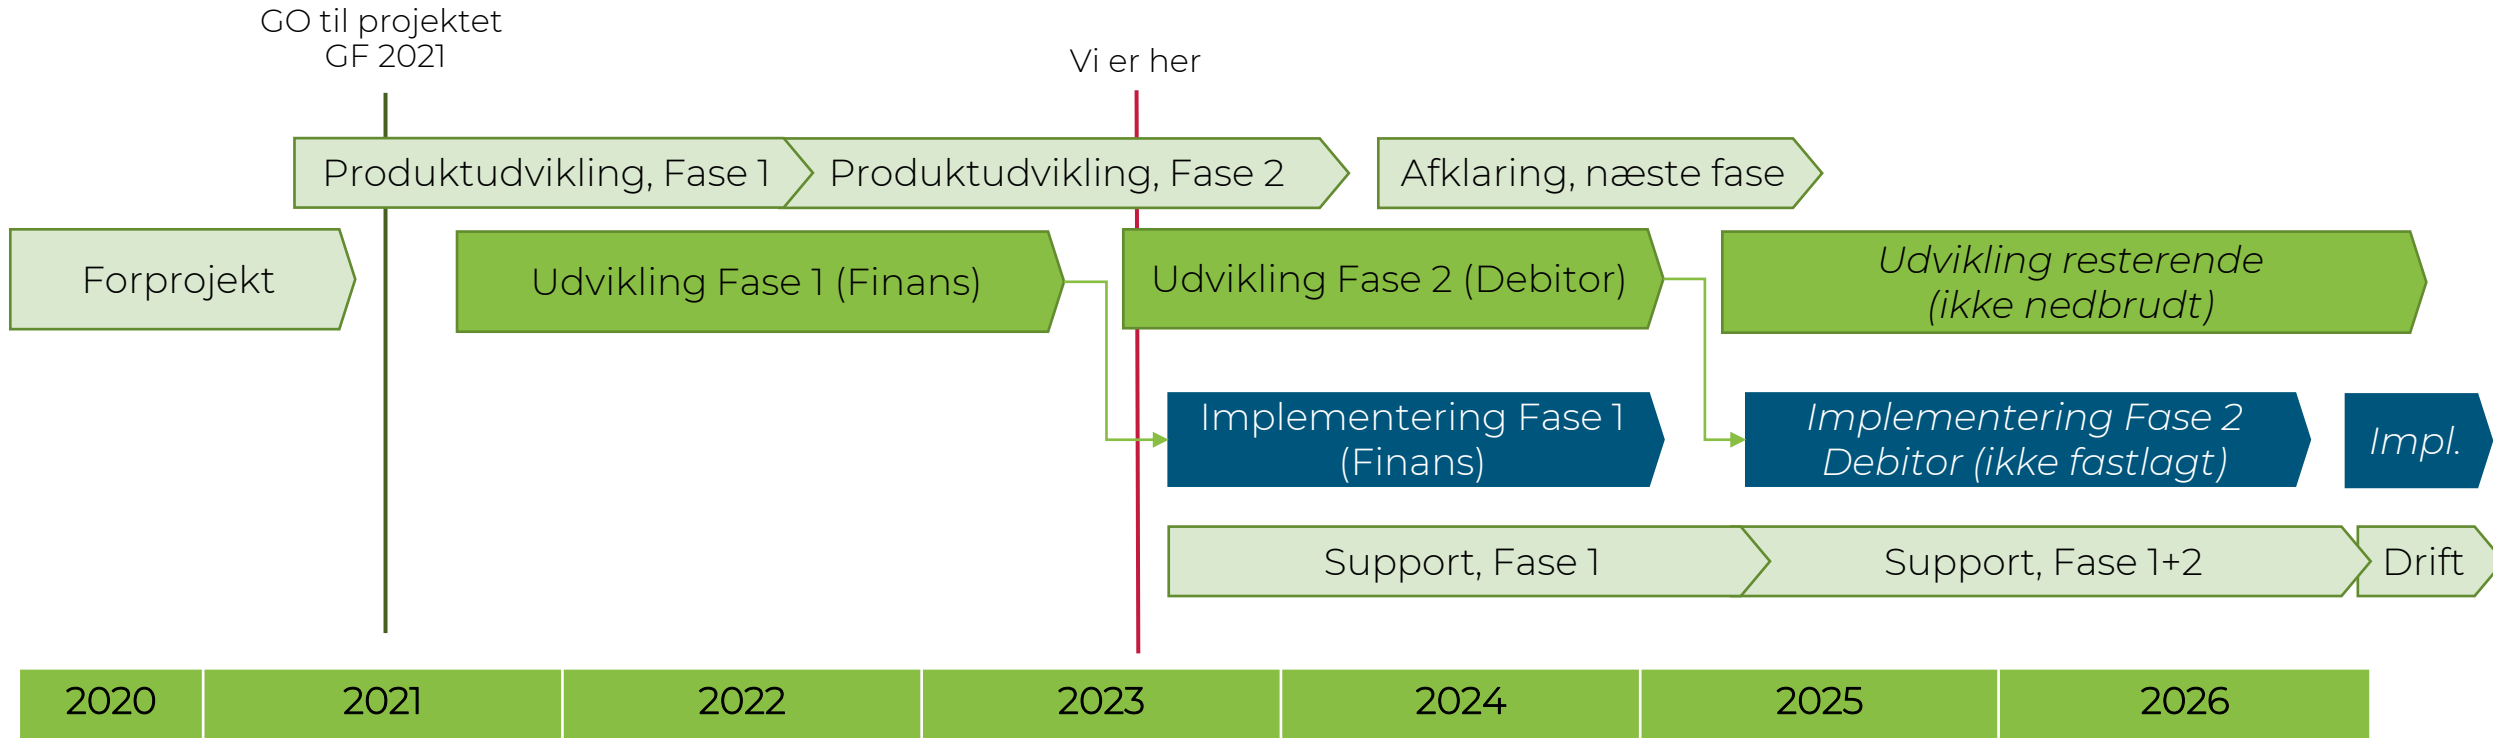 GO til projektet
GF 2021
Vi er her
Produktudvikling, Fase 1
Produktudvikling, Fase 2
Afklaring, næste fase
Forprojekt
Udvikling Fase 1 (Finans)
Udvikling Fase 2 (Debitor)
Udvikling resterende
(ikke nedbrudt)
Implementering Fase 1
(Finans)
Implementering Fase 2
Debitor (ikke fastlagt)
Impl.
Support, Fase 1
Support, Fase 1+2
Drift
2020
2021
2022
2023
2024
2025
2026